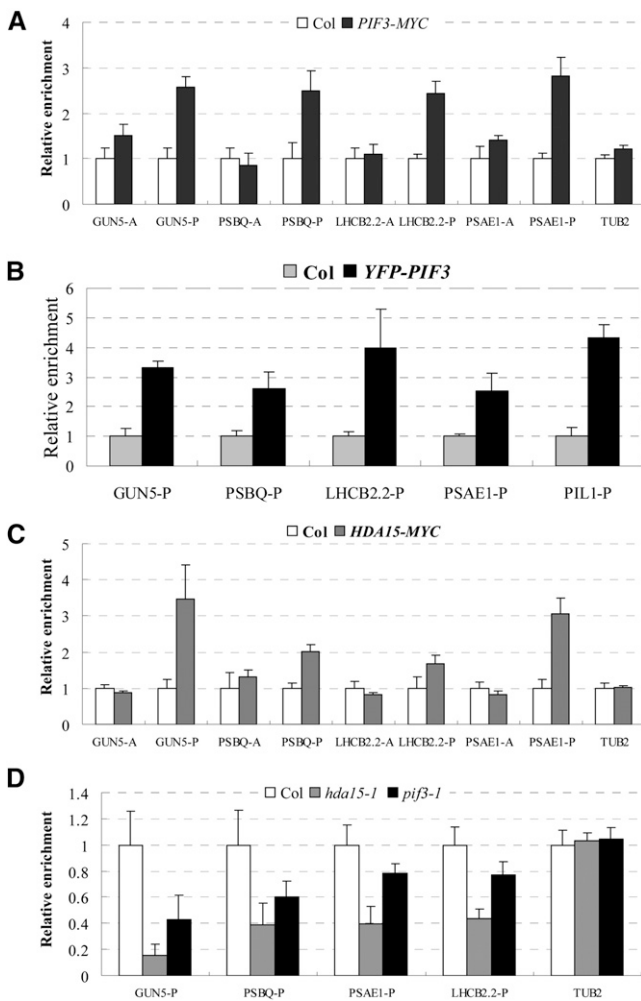 A
Col PIF3-MYC
Relative enrichment
4
3
2
1
0
GUN5-A GUN5-P PSBQ-A PSBQ-P LHCB2.2-A LHCB2.2-P PSAE1-A PSAE1-P TUB2
B
Col YFP-PIF3
Relative enrichment
6
5
4
3
2
1
0
GUN5-P PSBQ-P LHCB2.2-P PSAE1-P PIL1-P
C
Col HDA15-MYC
Relative enrichment
5
4
3
2
1
0
GUN5-A GUN5-P PSBQ-A PSBQ-P LHCB2.2-A LHCB2.2-P PSAE1-A PSAE1-P TUB2
D
Col hda15-1 pif3-1
Relative enrichment
1.4
1.2
1
0.8
0.6
0.4
0.2
0
GUN5-P PSBQ-P PSAE1-P LHCB2.2-P TUB2